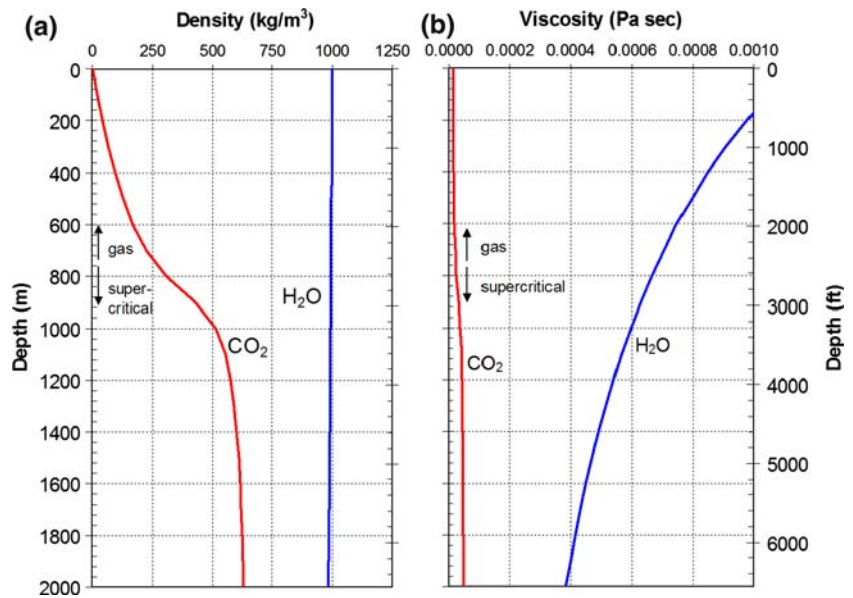 (a)
Density (kg/m³)
0 250 500 750 1000 1250
Depth (m)
0
200
400
600
800
1000
1200
1400
1600
1800
2000
gas
super-
critical
CO₂
H₂O
(b)
Viscosity (Pa sec)
0.0000 0.0002 0.0004 0.0006 0.0008 0.0010
gas
supercritical
CO₂
H₂O
0
1000
2000
3000
4000
5000
6000
Depth (ft)